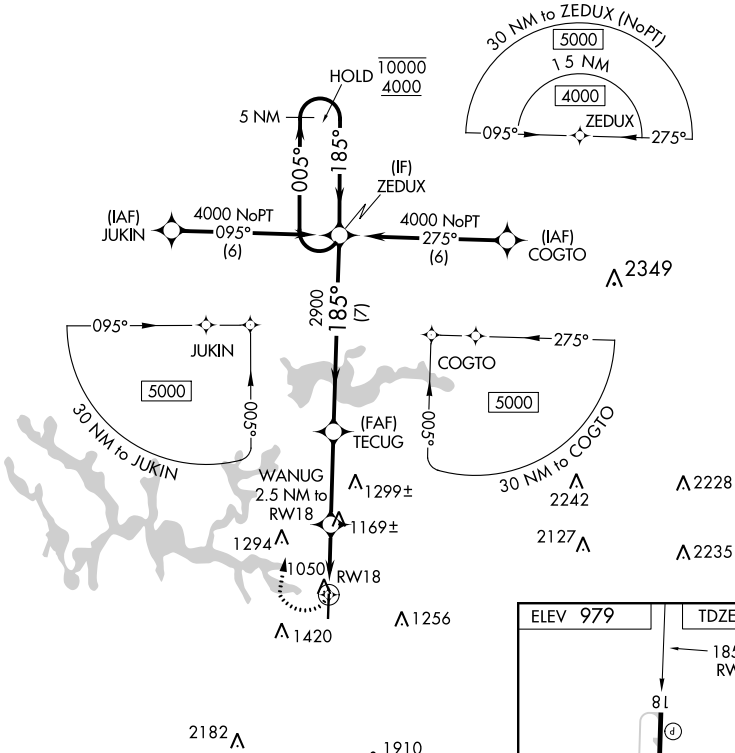 30 NM to ZEDUX (NoPT)
5000
15 NM
4000
ZEDUX
095°
275°
HOLD
10000
4000
5 NM
005°
185°
(IF)
ZEDUX
(IAF)
JUKIN
4000 NoPT
095°
(6)
4000 NoPT
275°
(6)
(IAF)
COGTO
2349
2900
185°
(7)
095°
JUKIN
5000
005°
30 NM to JUKIN
275°
COGTO
5000
005°
30 NM to COGTO
(FAF)
TECUG
WANUG
2.5 NM to
RW18
1299±
1169±
1294
1050
RW18
1420
1256
2242
2228
2127
2235
2182
1910
ELEV 979
TDZE
185
RW
18
P